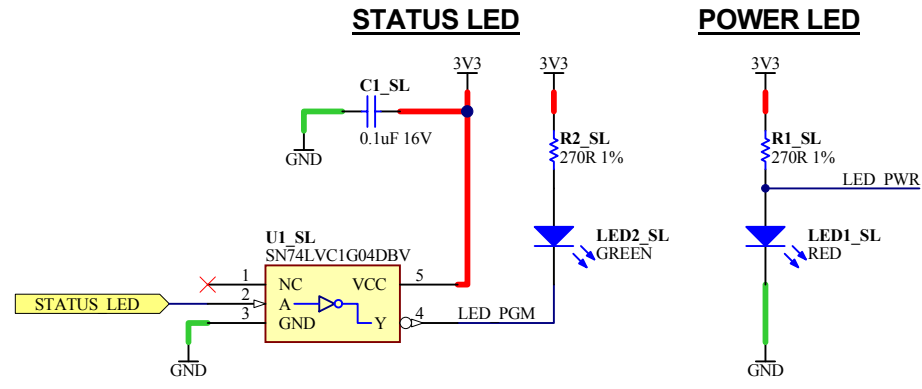 STATUS LED
POWER LED
3V3
3V3
3V3
C1_SL
0.1uF 16V
GND
R2_SL
270R 1%
R1_SL
270R 1%
LED_PWR
LED2_SL
GREEN
LED1_SL
RED
U1_SL
SN74LVC1G04DBV
1
NC
VCC
5
STATUS_LED
2
A
3
GND
Y
4
LED_PGM
GND
GND